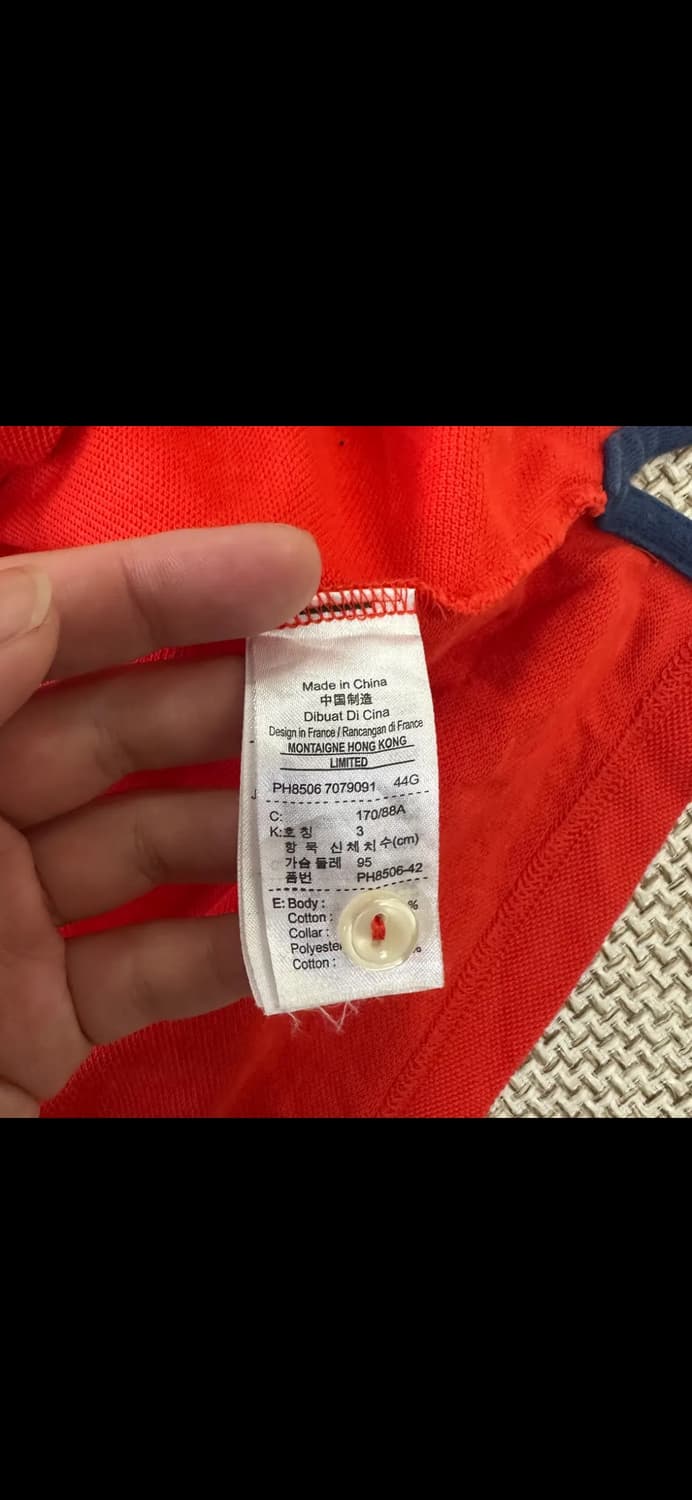 Made in China
中国制造
Dibuat Di Cina
Design in France / Rancangan di France
MONTAIGNE HONG KONG
LIMITED
PH8506 7079091 44G
C: 170/88A
K:호 칭 3
항 목 신 체 치 수(cm)
가슴 둘레 95
품번 PH8506-42
E: Body :
Cotton : %
Collar :
Polyester %
Cotton :